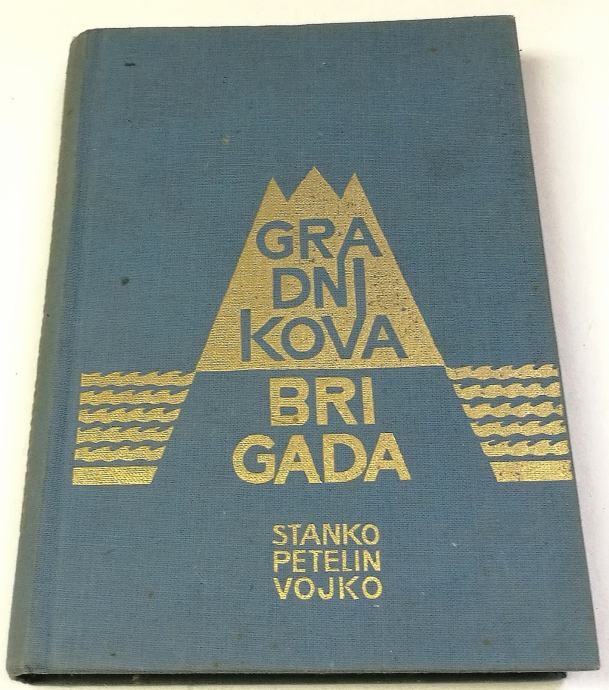 GRA
DNI
KOVA
BRI
GADA
STANKO
PETELIN
VOJKO